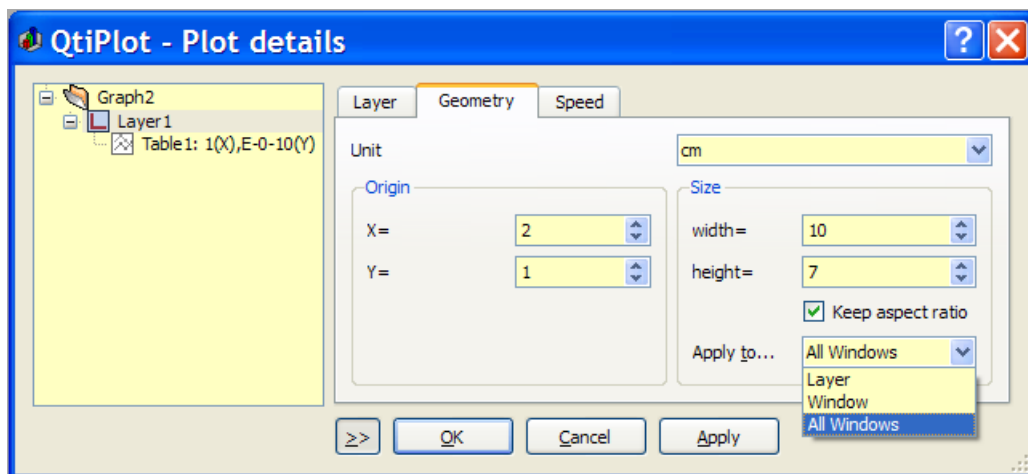 QtiPlot - Plot details
Graph2
Layer1
Table1: 1(X),E-0-10(Y)
Layer
Geometry
Speed
Unit
cm
Origin
X=
2
Y=
1
Size
width=
10
height=
7
Keep aspect ratio
Apply to...
All Windows
Layer
Window
All Windows
>>
OK
Cancel
Apply